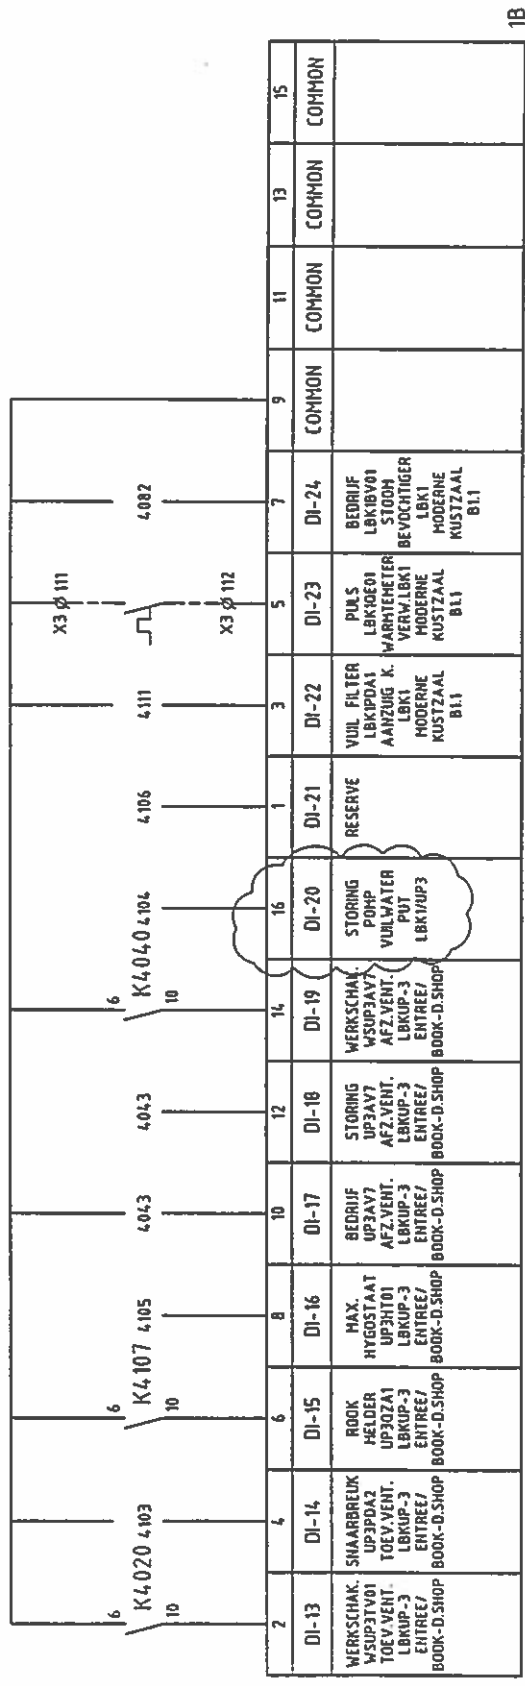 X3 Ø 111
X3 Ø 112
6 K4020 10
4103
6 K4107 10
4105
4043
4043
6 K4040 10
4104
4106
4111
4082
2
DI-13
WERKSCHAK.
WSUP3TV01
TOEV.VENT.
LBKUP-3
ENTREE/
BOOK-D.SHOP
4
DI-14
SNAARBREUK
UP3PDA2
TOEV.VENT.
LBKUP-3
ENTREE/
BOOK-D.SHOP
6
DI-15
ROOK
MELDER
UP3QZA1
LBKUP-3
ENTREE/
BOOK-D.SHOP
8
DI-16
MAX.
HYGOSTAAT
UP3HT01
LBKUP-3
ENTREE/
BOOK-D.SHOP
10
DI-17
BEDRIJF
UP3AV7
AFZ.VENT.
LBKUP-3
ENTREE/
BOOK-D.SHOP
12
DI-18
STORING
UP3AV7
AFZ.VENT.
LBKUP-3
ENTREE/
BOOK-D.SHOP
14
DI-19
WERKSCHAK.
WSUP3AV7
AFZ.VENT.
LBKUP-3
ENTREE/
BOOK-D.SHOP
16
DI-20
STORING
POMP
VUILWATER
PUT
LBK1/UP3
1
DI-21
RESERVE
3
DI-22
VUIL FILTER
LBK1PDA1
AANZUIG K.
LBK1
MODERNE
KUSTZAAL
B1.1
5
DI-23
PULS
LBK1OE01
WARMTEMETER
VERW.LBK1
MODERNE
KUSTZAAL
B1.1
7
DI-24
BEDRIJF
LBK1BV01
STOOM
BEVOCHTIGER
LBK1
MODERNE
KUSTZAAL
B1.1
9
COMMON
11
COMMON
13
COMMON
15
COMMON
1B